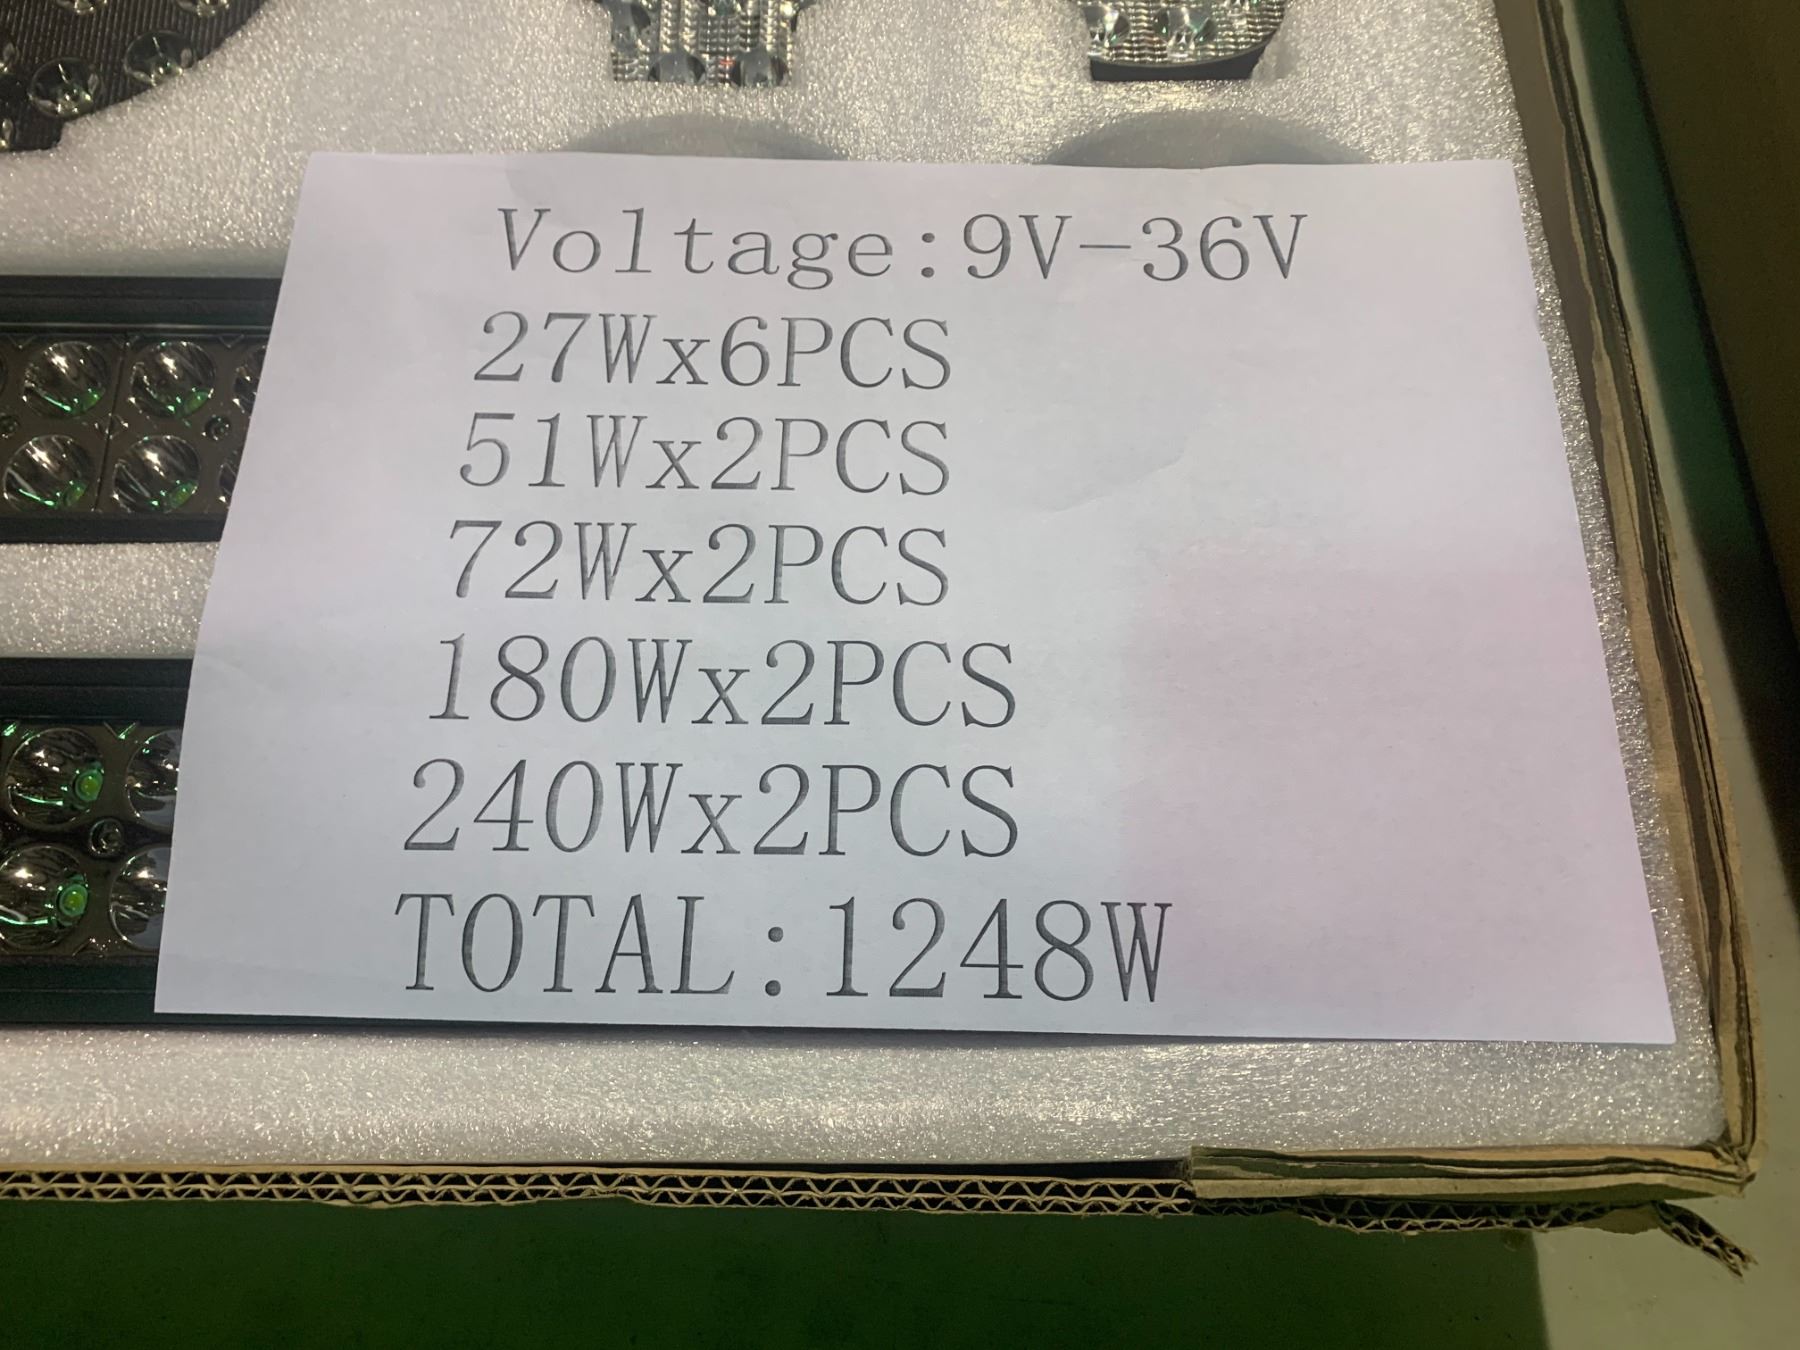 Voltage:9V-36V
27Wx6PCS
51Wx2PCS
72Wx2PCS
180Wx2PCS
240Wx2PCS
TOTAL:1248W